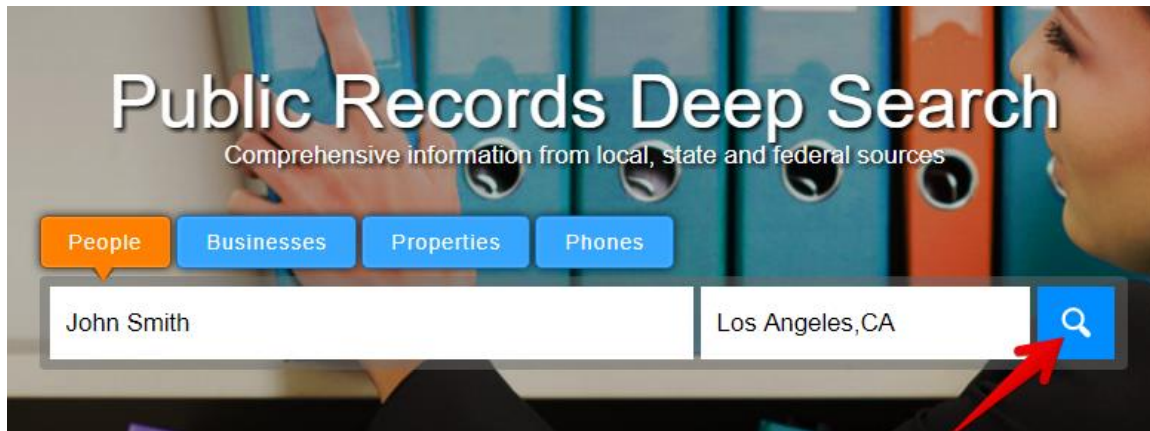 Public Records Deep Search
Comprehensive information from local, state and federal sources
People Businesses Properties Phones
John Smith Los Angeles,CA